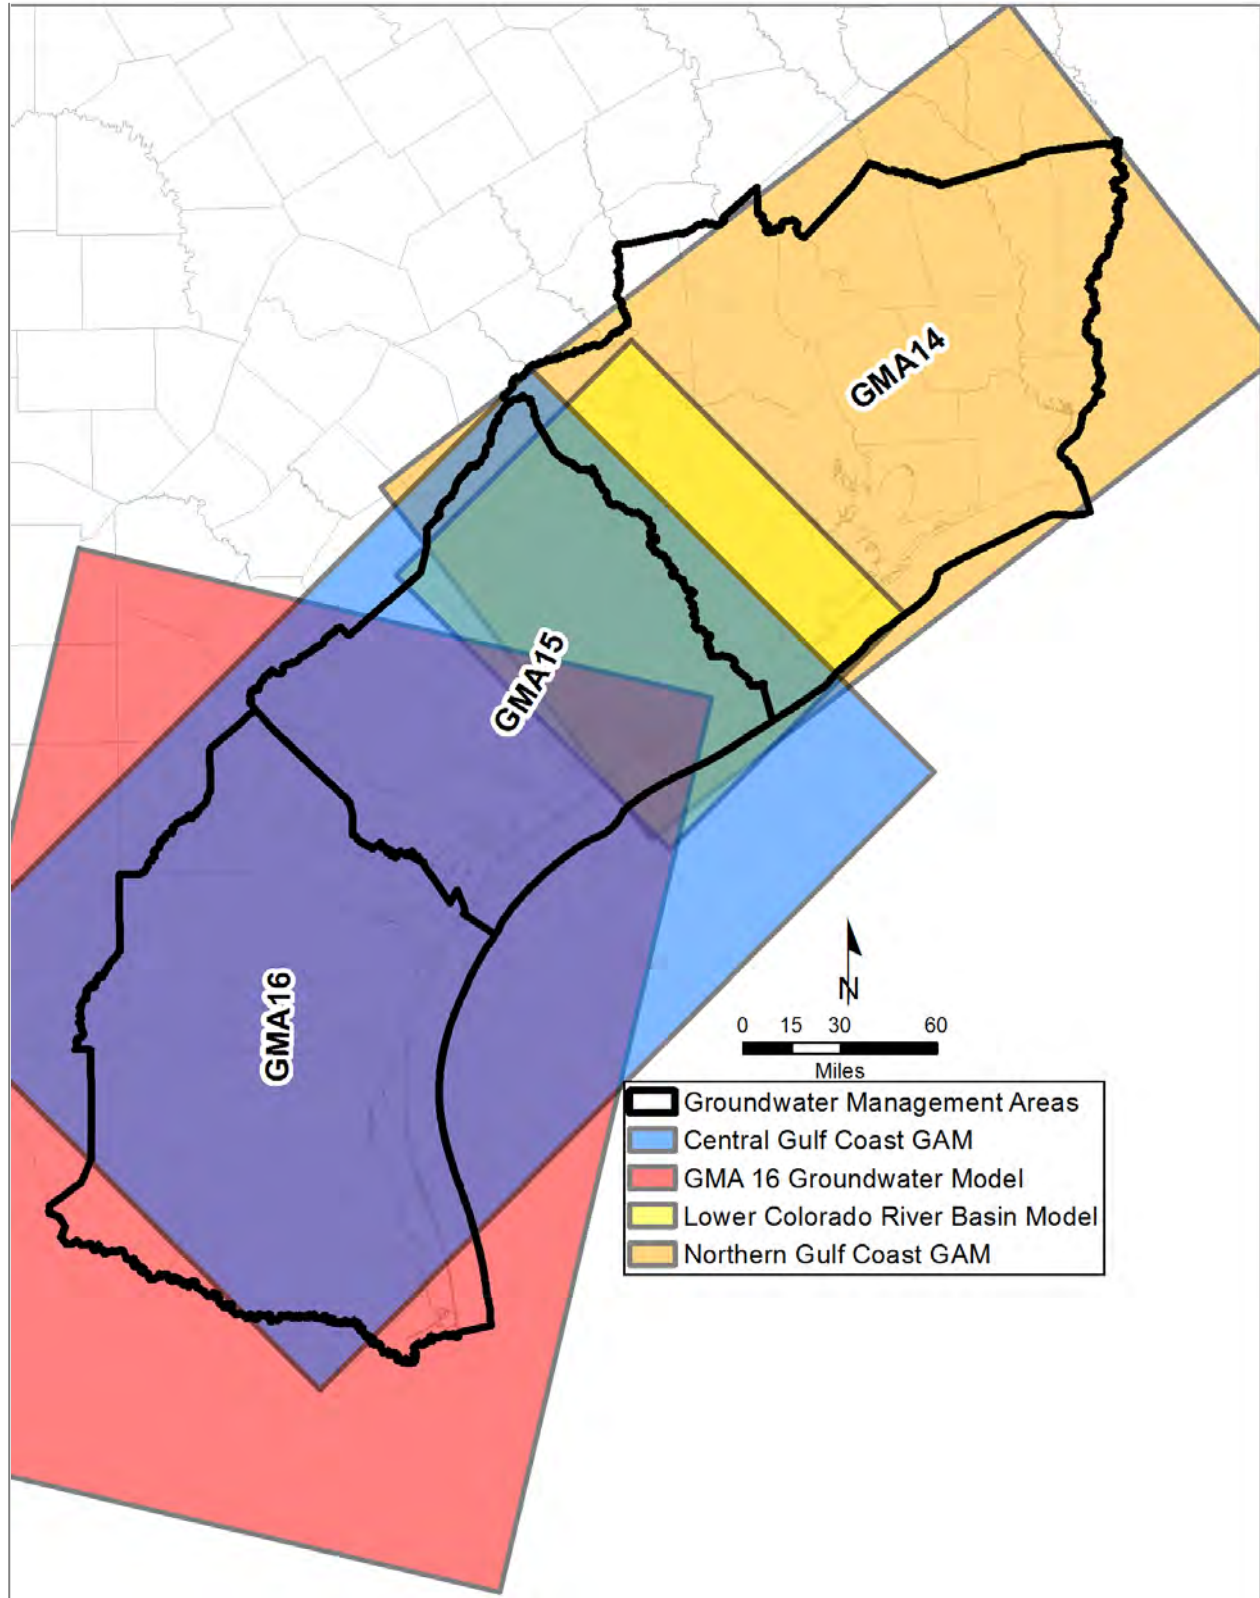 GMA14
GMA15
GMA16
N
0 15 30 60
Miles
Groundwater Management Areas
Central Gulf Coast GAM
GMA 16 Groundwater Model
Lower Colorado River Basin Model
Northern Gulf Coast GAM